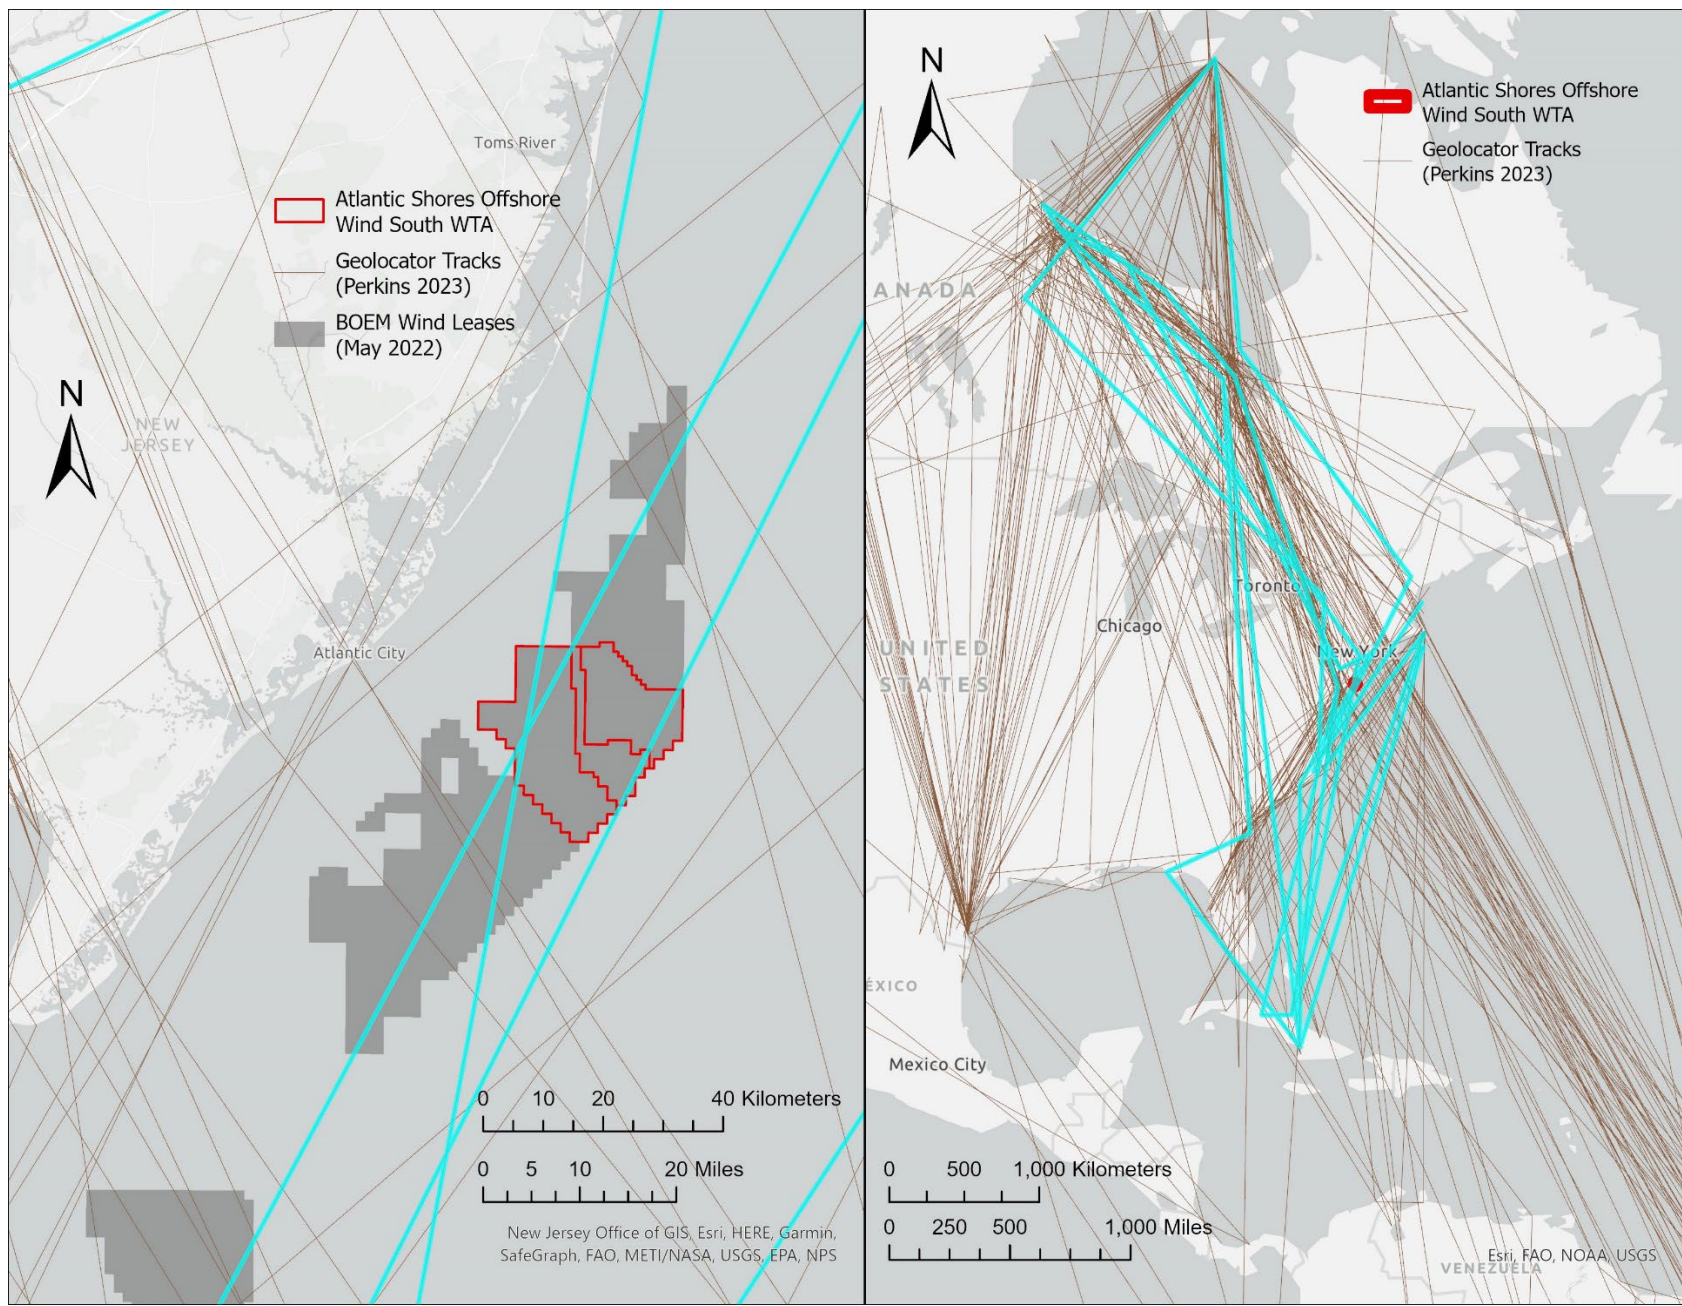 Toms River
Atlantic Shores Offshore
Wind South WTA
Geolocator Tracks
(Perkins 2023)
BOEM Wind Leases
(May 2022)
N
NEW
JERSEY
Atlantic City
0 10 20 40 Kilometers
0 5 10 20 Miles
New Jersey Office of GIS, Esri, HERE, Garmin,
SafeGraph, FAO, METI/NASA, USGS, EPA, NPS
N
Atlantic Shores Offshore
Wind South WTA
Geolocator Tracks
(Perkins 2023)
ANADA
Toronto
Chicago
UNITED
STATES
New York
ÉXICO
Mexico City
0 500 1,000 Kilometers
0 250 500 1,000 Miles
Esri, FAO, NOAA, USGS
VENEZUELA